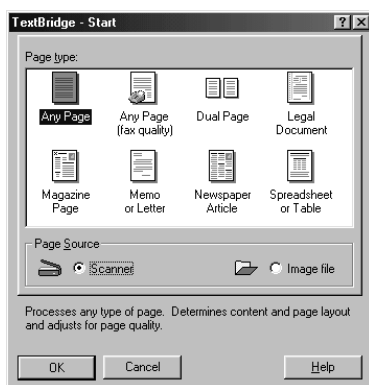 TextBridge - Start
Page type:
Any Page
Any Page
(fax quality)
Dual Page
Legal
Document
Magazine
Page
Memo
or Letter
Newspaper
Article
Spreadsheet
or Table
Page Source
Scanner
Image file
Processes any type of page. Determines content and page layout
and adjusts for page quality.
OK Cancel Help